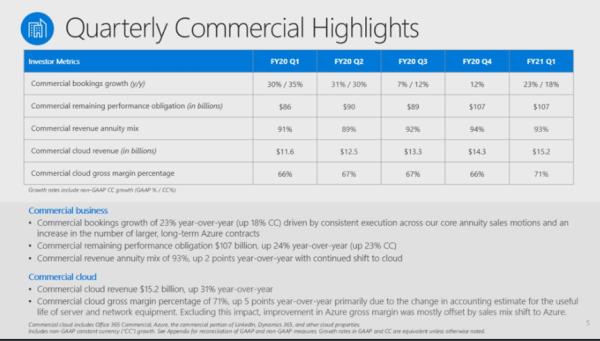 Quarterly Commercial Highlights
Investor Metrics FY20 Q1 FY20 Q2 FY20 Q3 FY20 Q4 FY21 Q1
Commercial bookings growth (y/y) 30% / 35% 31% / 30% 7% / 12% 12% 23% / 18%
Commercial remaining performance obligation (in billions) $86 $90 $89 $107 $107
Commercial revenue annuity mix 91% 89% 92% 94% 93%
Commercial cloud revenue (in billions) $11.6 $12.5 $13.3 $14.3 $15.2
Commercial cloud gross margin percentage 66% 67% 67% 66% 71%
Growth rates include non-GAAP CC growth (GAAP % / CC%)
Commercial business
• Commercial bookings growth of 23% year-over-year (up 18% CC) driven by consistent execution across our core annuity sales motions and an
increase in the number of larger, long-term Azure contracts
• Commercial remaining performance obligation $107 billion, up 24% year-over-year (up 23% CC)
• Commercial revenue annuity mix of 93%, up 2 points year-over-year with continued shift to cloud
Commercial cloud
• Commercial cloud revenue $15.2 billion, up 31% year-over-year
• Commercial cloud gross margin percentage of 71%, up 5 points year-over-year primarily due to the change in accounting estimate for the useful
life of server and network equipment. Excluding this impact, improvement in Azure gross margin was mostly offset by sales mix shift to Azure.
Commercial cloud includes Office 365 Commercial, Azure, the commercial portion of LinkedIn, Dynamics 365, and other cloud properties.
Includes non-GAAP constant currency ("CC") growth. See Appendix for reconciliation of GAAP and non-GAAP measures. Growth rates in GAAP and CC are equivalent unless otherwise noted.
5